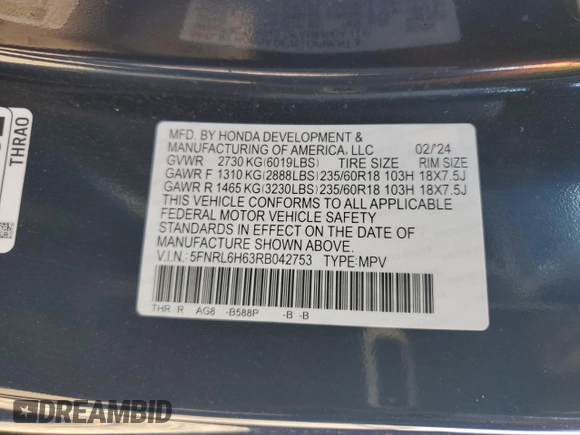 THRA0
MFD. BY HONDA DEVELOPMENT &
MANUFACTURING OF AMERICA, LLC 02/'24
GVWR 2730 KG(6019LBS) TIRE SIZE RIM SIZE
GAWR F 1310 KG(2888LBS) 235/60R18 103H 18X7.5J
GAWR R 1465 KG(3230LBS) 235/60R18 103H 18X7.5J
THIS VEHICLE CONFORMS TO ALL APPLICABLE
FEDERAL MOTOR VEHICLE SAFETY
STANDARDS IN EFFECT ON THE DATE OF
MANUFACTURE SHOWN ABOVE.
V.I.N.: 5FNRL6H63RB042753 TYPE: MPV
THR R AG8 -B588P -B -B
DREAMBID